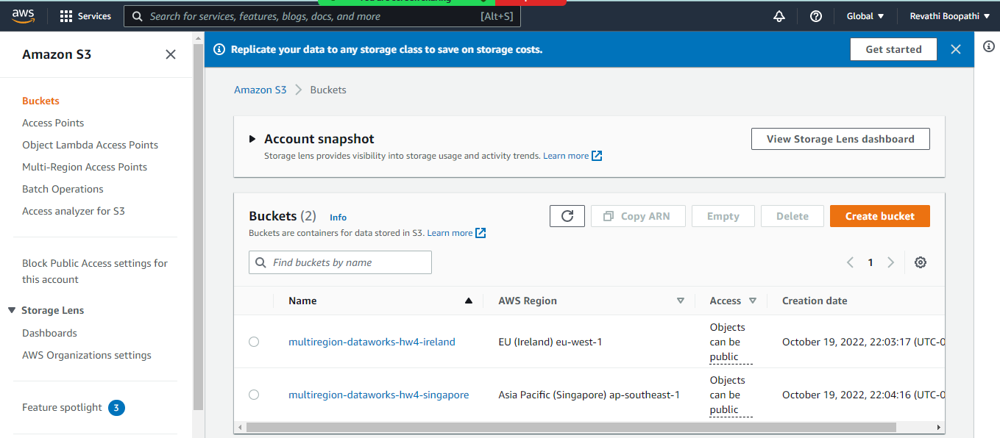 aws
Services
Search for services, features, blogs, docs, and more
[Alt+S]
Global
Revathi Boopathi
Amazon S3
Buckets
Access Points
Object Lambda Access Points
Multi-Region Access Points
Batch Operations
Access analyzer for S3
Block Public Access settings for
this account
Storage Lens
Dashboards
AWS Organizations settings
Feature spotlight 3
Replicate your data to any storage class to save on storage costs.
Get started
Amazon S3 > Buckets
Account snapshot
Storage lens provides visibility into storage usage and activity trends. Learn more
View Storage Lens dashboard
Buckets (2) Info
Buckets are containers for data stored in S3. Learn more
Copy ARN
Empty
Delete
Create bucket
Find buckets by name
1
Name
AWS Region
Access
Creation date
multiregion-dataworks-hw4-ireland
EU (Ireland) eu-west-1
Objects
can be
public
October 19, 2022, 22:03:17 (UTC-0
multiregion-dataworks-hw4-singapore
Asia Pacific (Singapore) ap-southeast-1
Objects
can be
public
October 19, 2022, 22:04:16 (UTC-0